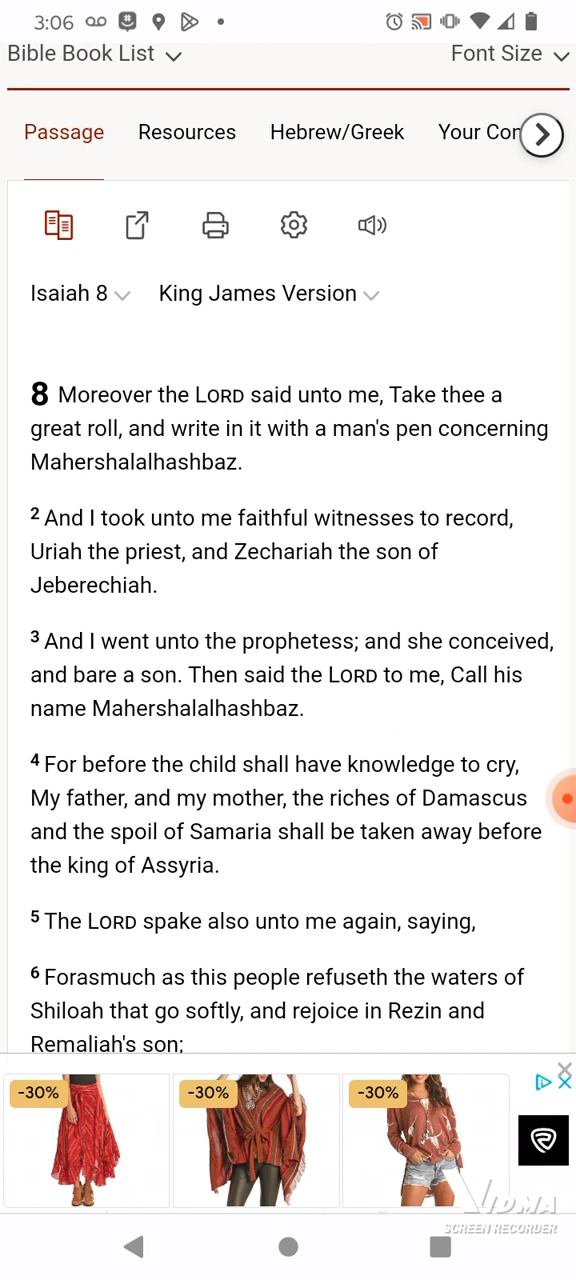 3:06
Bible Book List
Font Size
Passage
Resources
Hebrew/Greek
Your Con
Isaiah 8
King James Version
8 Moreover the LORD said unto me, Take thee a
great roll, and write in it with a man's pen concerning
Mahershalalhashbaz.
2 And I took unto me faithful witnesses to record,
Uriah the priest, and Zechariah the son of
Jeberechiah.
3 And I went unto the prophetess; and she conceived,
and bare a son. Then said the LORD to me, Call his
name Mahershalalhashbaz.
4 For before the child shall have knowledge to cry,
My father, and my mother, the riches of Damascus
and the spoil of Samaria shall be taken away before
the king of Assyria.
5 The LORD spake also unto me again, saying,
6 Forasmuch as this people refuseth the waters of
Shiloah that go softly, and rejoice in Rezin and
Remaliah's son;
-30%
-30%
-30%
VIDMA
SCREEN RECORDER